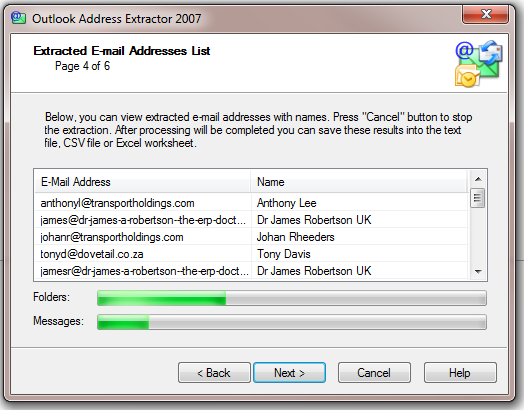 Outlook Address Extractor 2007
Extracted E-mail Addresses List
Page 4 of 6
Below, you can view extracted e-mail addresses with names. Press "Cancel" button to stop
the extraction. After processing will be completed you can save these results into the text
file, CSV file or Excel worksheet.
E-Mail Address Name
anthonyl@transportholdings.com Anthony Lee
james@dr-james-a-robertson--the-erp-doct... Dr James Robertson UK
johanr@transportholdings.com Johan Rheeders
tonyd@dovetail.co.za Tony Davis
jamesr@dr-james-a-robertson--the-erp-doct... Dr James Robertson UK
Folders:
Messages:
< Back Next > Cancel Help